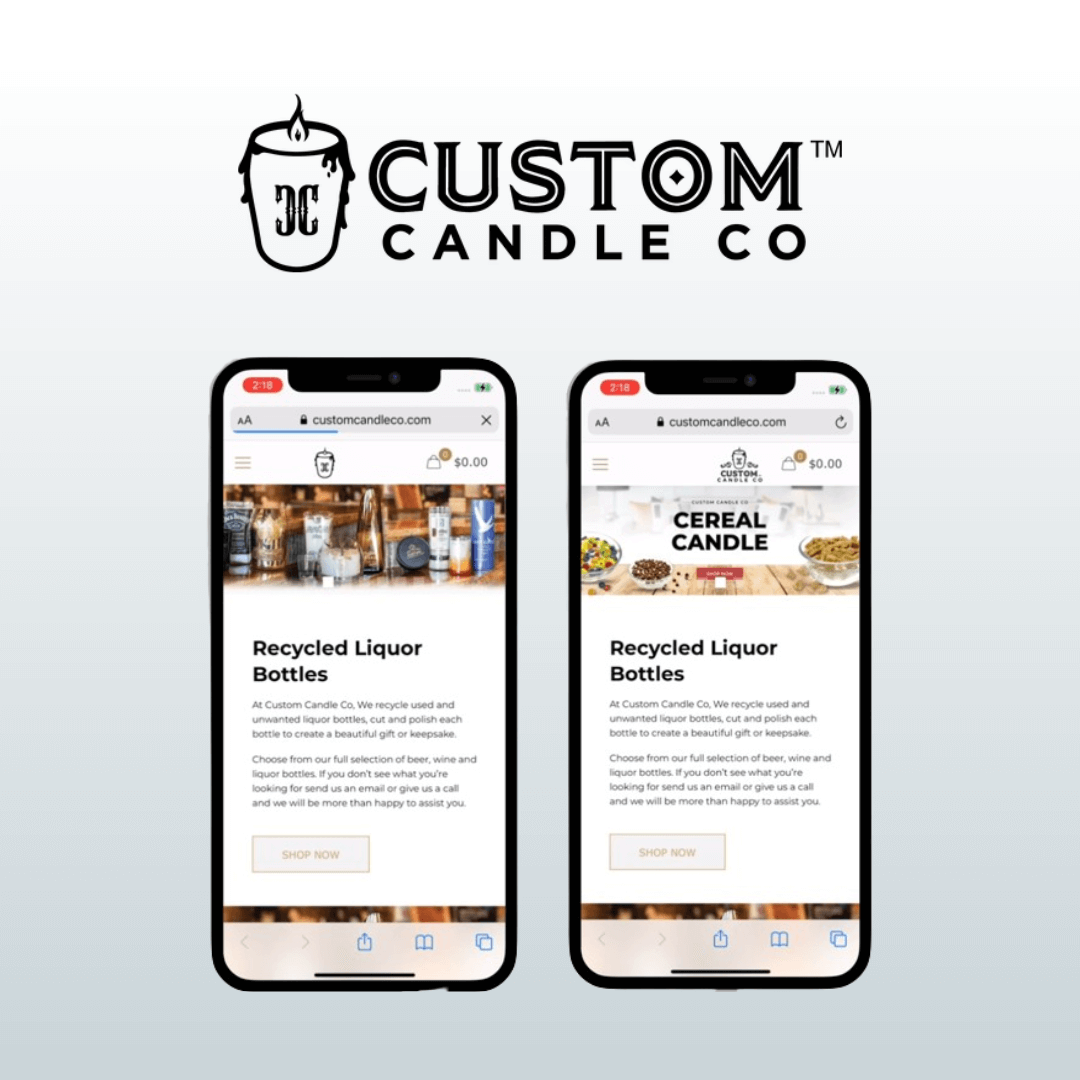 CUSTOM™
CANDLE CO
2:18
AA customcandleco.com
0 $0.00
Recycled Liquor
Bottles
At Custom Candle Co, We recycle used and
unwanted liquor bottles, cut and polish each
bottle to create a beautiful gift or keepsake.
Choose from our full selection of beer, wine and
liquor bottles. If you don't see what you're
looking for send us an email or give us a call
and we will be more than happy to assist you.
SHOP NOW
2:18
AA customcandleco.com
CUSTOM
CANDLE CO
0 $0.00
CUSTOM CANDLE CO
CEREAL
CANDLE
SHOP NOW
Recycled Liquor
Bottles
At Custom Candle Co, We recycle used and
unwanted liquor bottles, cut and polish each
bottle to create a beautiful gift or keepsake.
Choose from our full selection of beer, wine and
liquor bottles. If you don't see what you're
looking for send us an email or give us a call
and we will be more than happy to assist you.
SHOP NOW